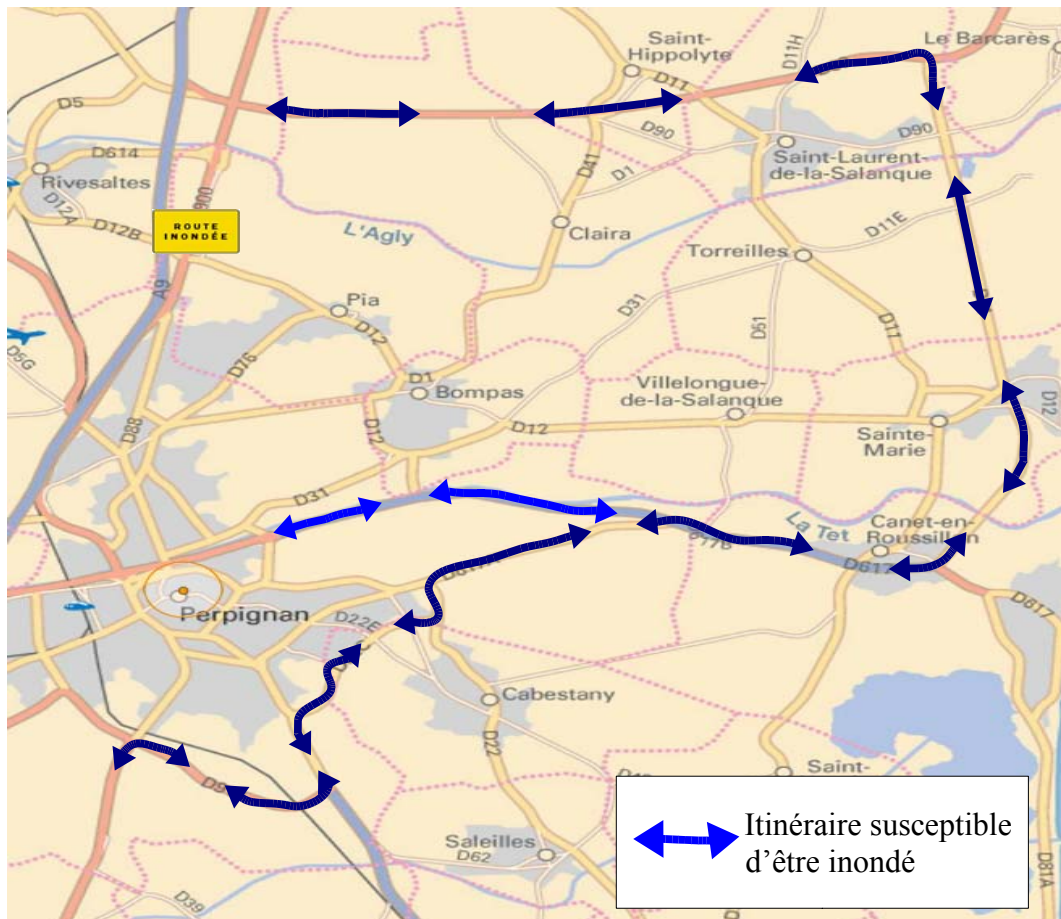 Le Barcarès
Saint-
Hippolyte
D11H
D11
D5
D90
D90
D614
Rivesaltes
D41
D1
Saint-Laurent-
de-la-Salanque
D12A
D12B
900
ROUTE
INONDÉE
L'Agly
Claira
D11E
Torreilles
A9
Pia
D31
D12
D51
D11
D5G
D76
D1
Bompas
Villelongue-
de-la-Salanque
D12
D88
D12
D12
Sainte-
Marie
D31
La Tet
Canet-en-
Roussillon
D617
Perpignan
D22E
D617
Cabestany
D22
D9
Saint-
Saleilles
D62
D39
D81A
Itinéraire susceptible
d'être inondé